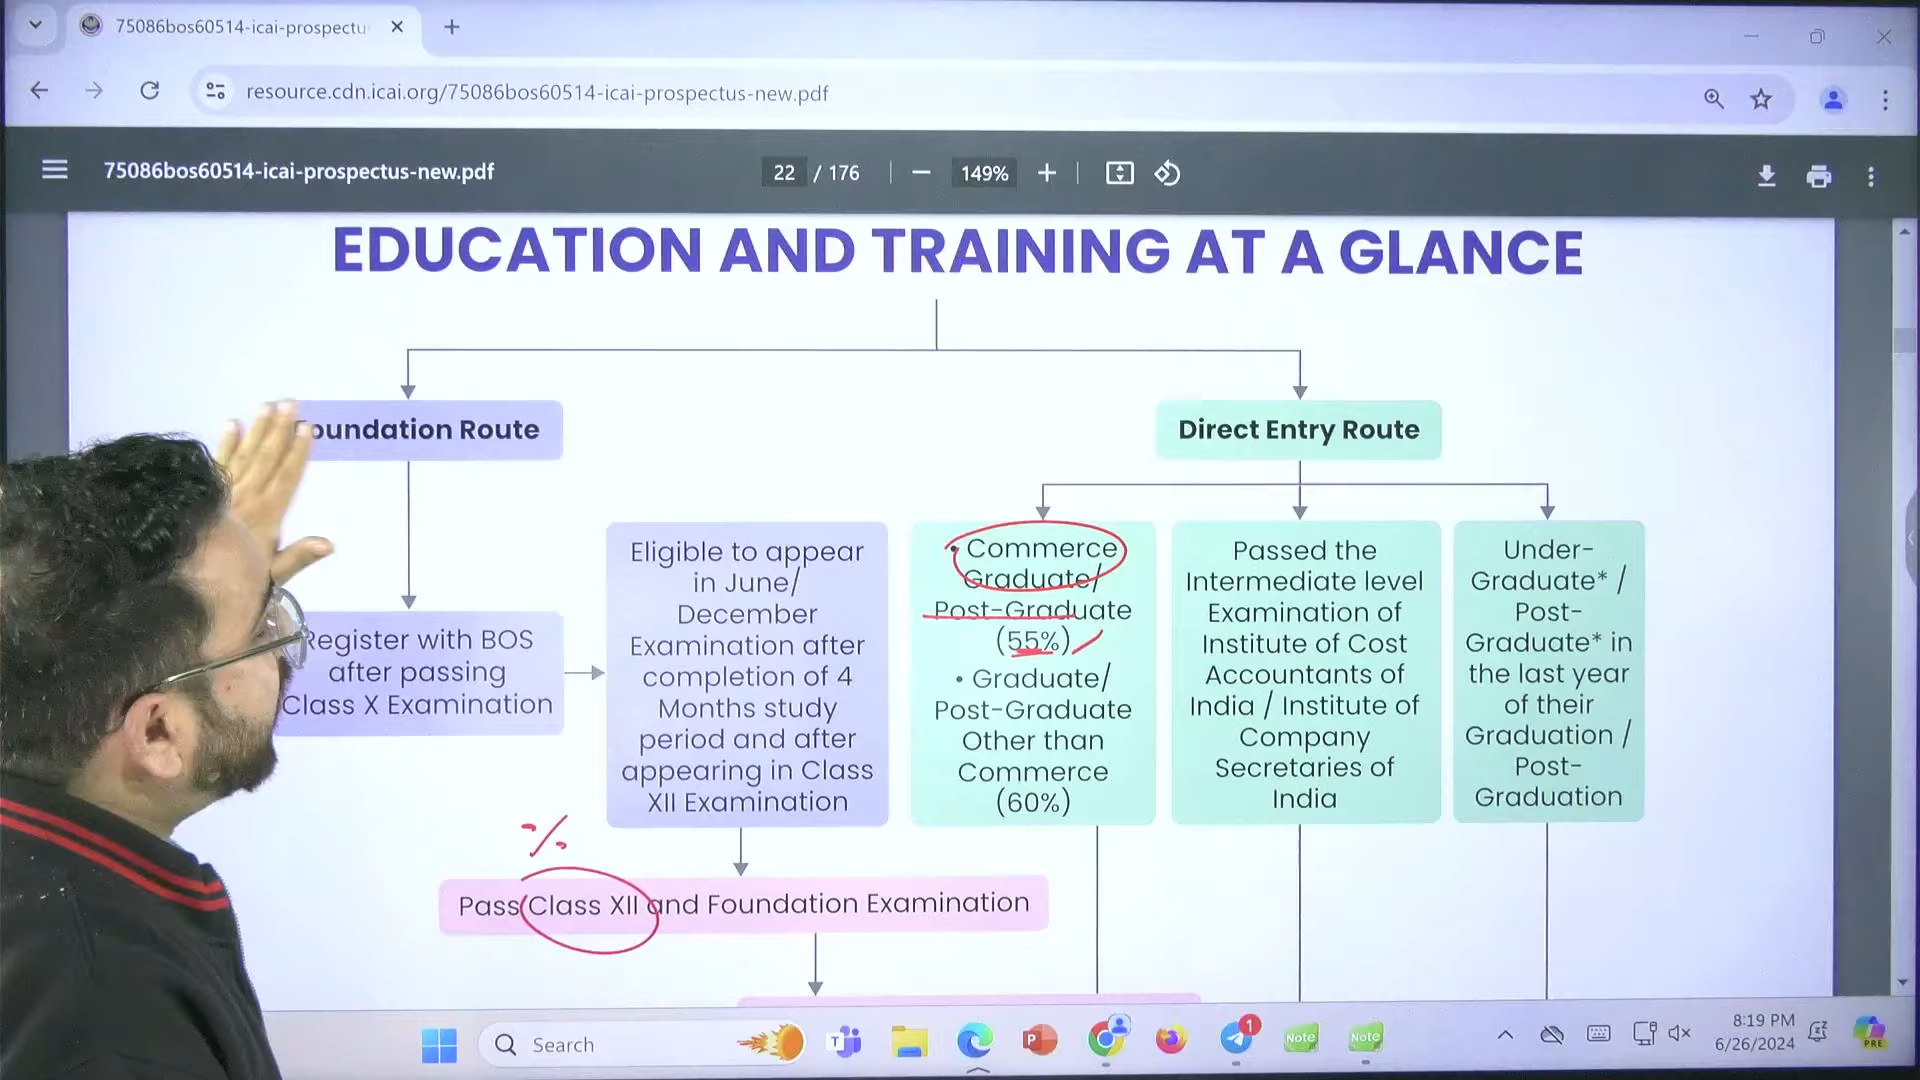 75086bos60514-icai-prospectu
resource.cdn.icai.org/75086bos60514-icai-prospectus-new.pdf
75086bos60514-icai-prospectus-new.pdf
22 / 176
149%
EDUCATION AND TRAINING AT A GLANCE
oundation Route
Direct Entry Route
Register with BOS
after passing
Class X Examination
Eligible to appear
in June/
December
Examination after
completion of 4
Months study
period and after
appearing in Class
XII Examination
• Commerce
Graduate/
Post-Graduate
(55%)
• Graduate/
Post-Graduate
Other than
Commerce
(60%)
Passed the
Intermediate level
Examination of
Institute of Cost
Accountants of
India / Institute of
Company
Secretaries of
India
Under-
Graduate* /
Post-
Graduate* in
the last year
of their
Graduation /
Post-
Graduation
%
Pass Class XII and Foundation Examination
Search
T
P
1
Note
Note
8:19 PM
6/26/2024
PRE